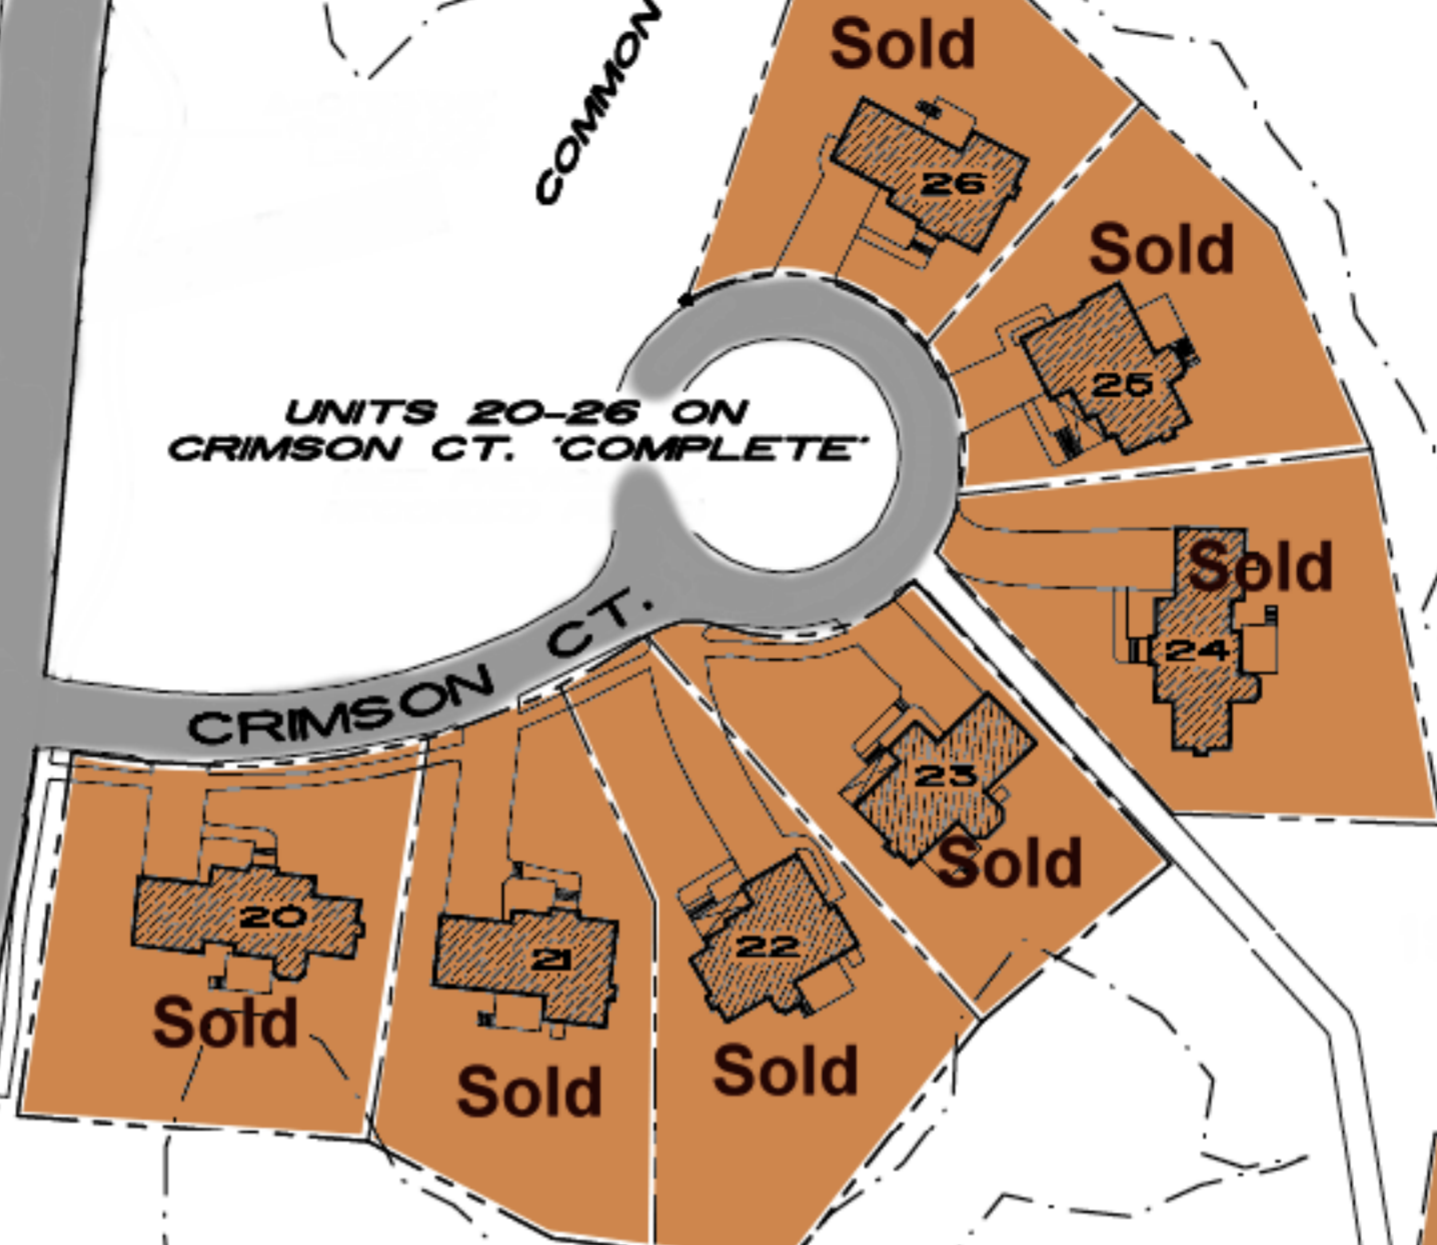 Sold
COMMON
26
Sold
25
UNITS 20-26 ON
CRIMSON CT. 'COMPLETE'
Sold
24
CRIMSON CT.
23
Sold
20
21
22
Sold
Sold
Sold